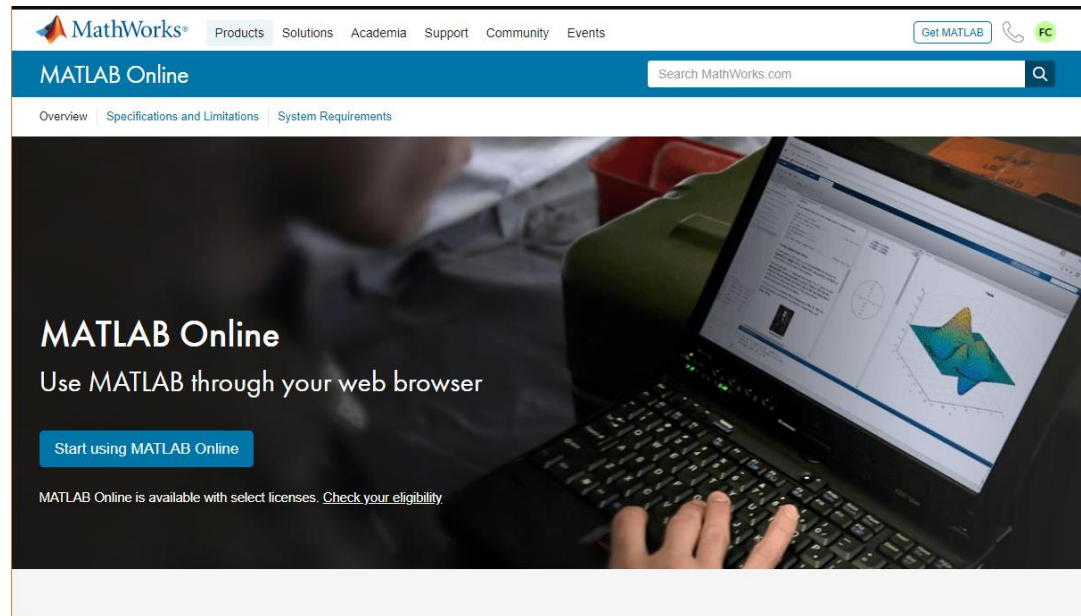 MathWorks®
Products Solutions Academia Support Community Events
Get MATLAB
FC
MATLAB Online
Search MathWorks.com
Overview Specifications and Limitations System Requirements
MATLAB Online
Use MATLAB through your web browser
Start using MATLAB Online
MATLAB Online is available with select licenses. Check your eligibility